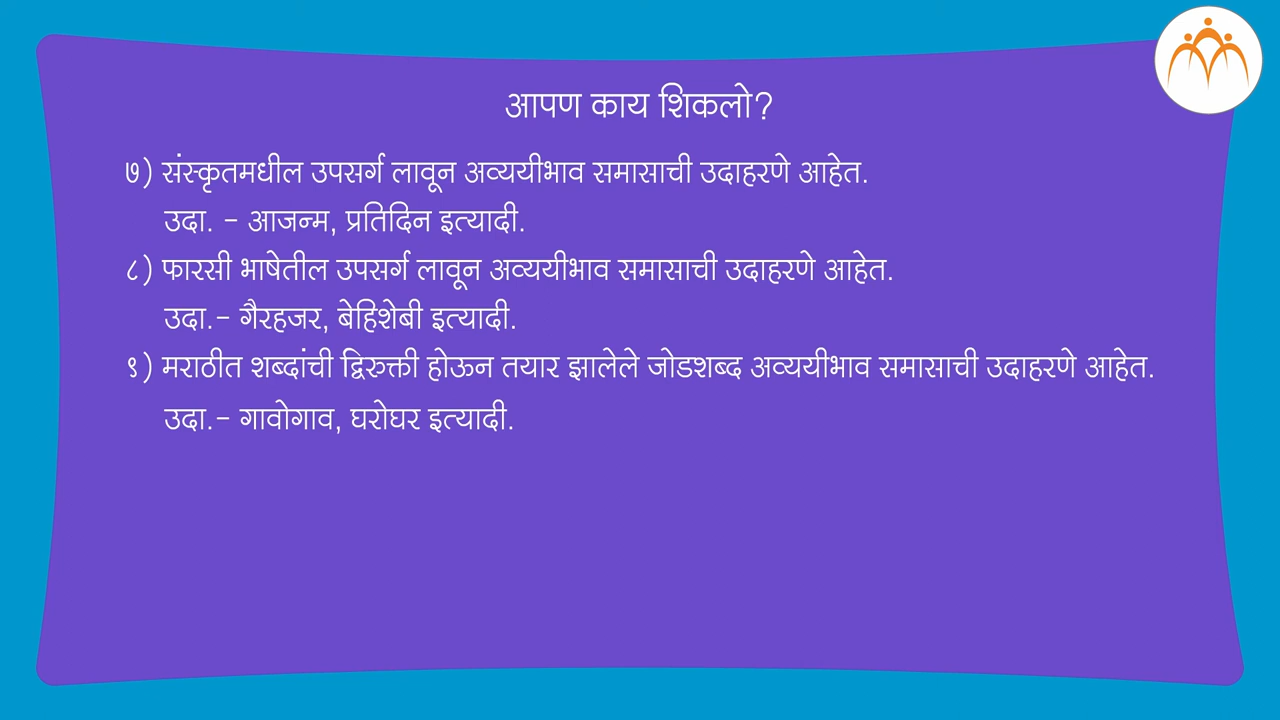 आपण काय शिकलो?
७) संस्कृतमधील उपसर्ग लावून अव्ययीभाव समासाची उदाहरणे आहेत.
उदा. - आजन्म, प्रतिदिन इत्यादी.
८) फारसी भाषेतील उपसर्ग लावून अव्ययीभाव समासाची उदाहरणे आहेत.
उदा.- गैरहजर, बेहिशेबी इत्यादी.
९) मराठीत शब्दांची द्विरुक्ती होऊन तयार झालेले जोडशब्द अव्ययीभाव समासाची उदाहरणे आहेत.
उदा.- गावोगाव, घरोघर इत्यादी.